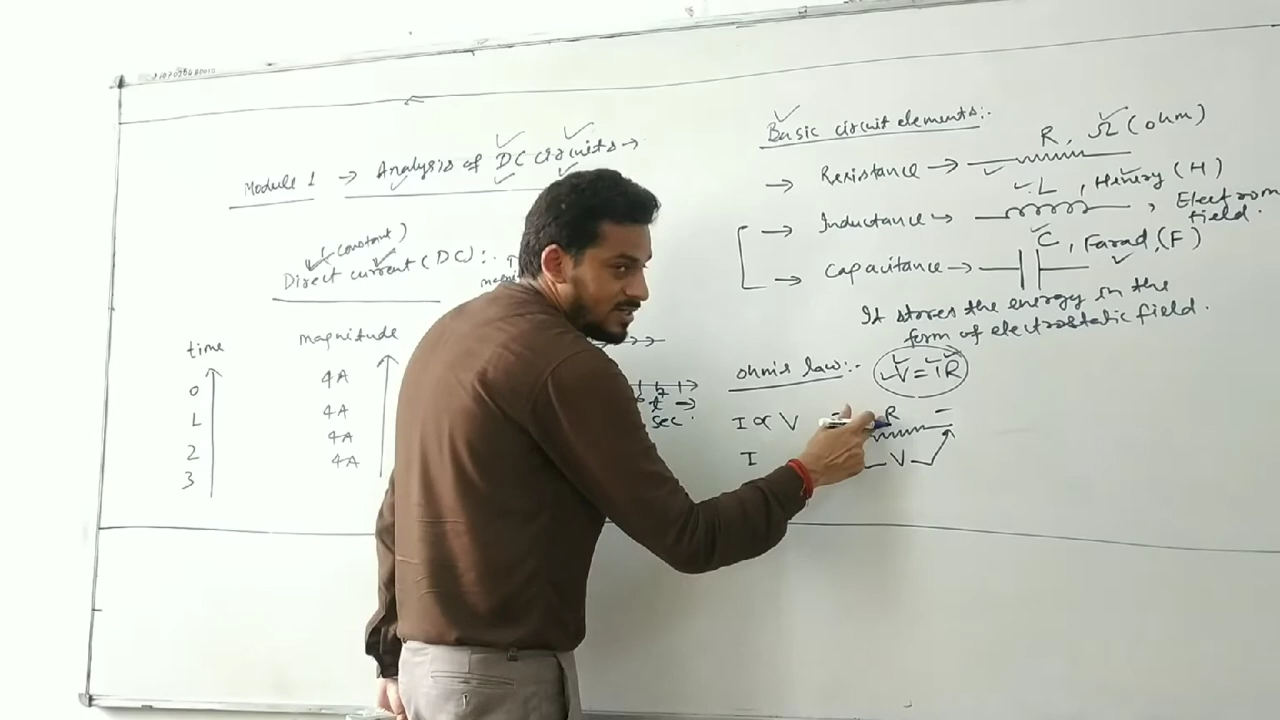 Module 1 → Analysis of DC circuits →
(constant)
Direct current (DC):-
time magnitude
0 4A
1 4A
2 4A
3 4A
t →
sec.
Basic circuit elements:-
→ Resistance → R, Ω (ohm)
→ Inductance → L, Henery (H)
, Electrom
field.
→ Capacitance → C, Farad, (F)
It stores the energy in the
form of electrostatic field.
ohm's law:- V = iR
I ∝ V R -
I V